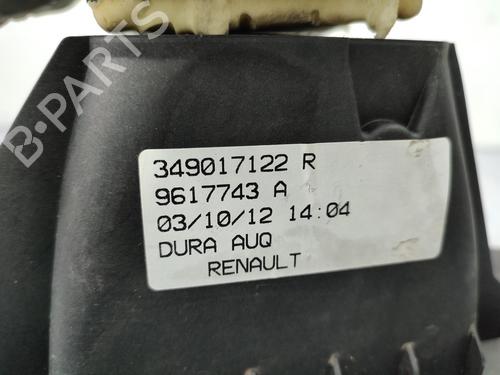 B-PARTS
349017122 R
9617743 A
03/10/12 14:04
DURA AUQ
RENAULT